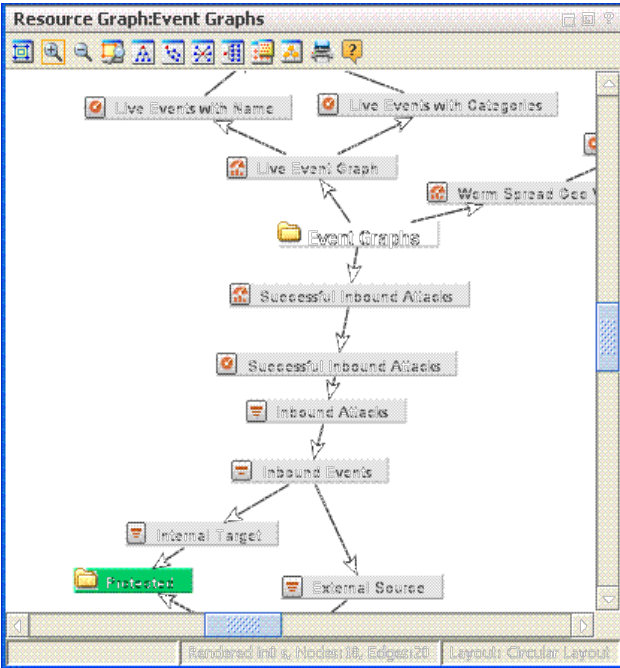 Resource Graph:Event Graphs
Live Events with Name
Live Events with Categories
Live Event Graph
Worm Spread Geo
Event Graphs
Successful Inbound Attacks
Successful Inbound Attacks
Inbound Attacks
Inbound Events
Internal Target
Protected
External Source
Rendered in0 s, Nodes:18, Edges:20
Layout: Circular Layout